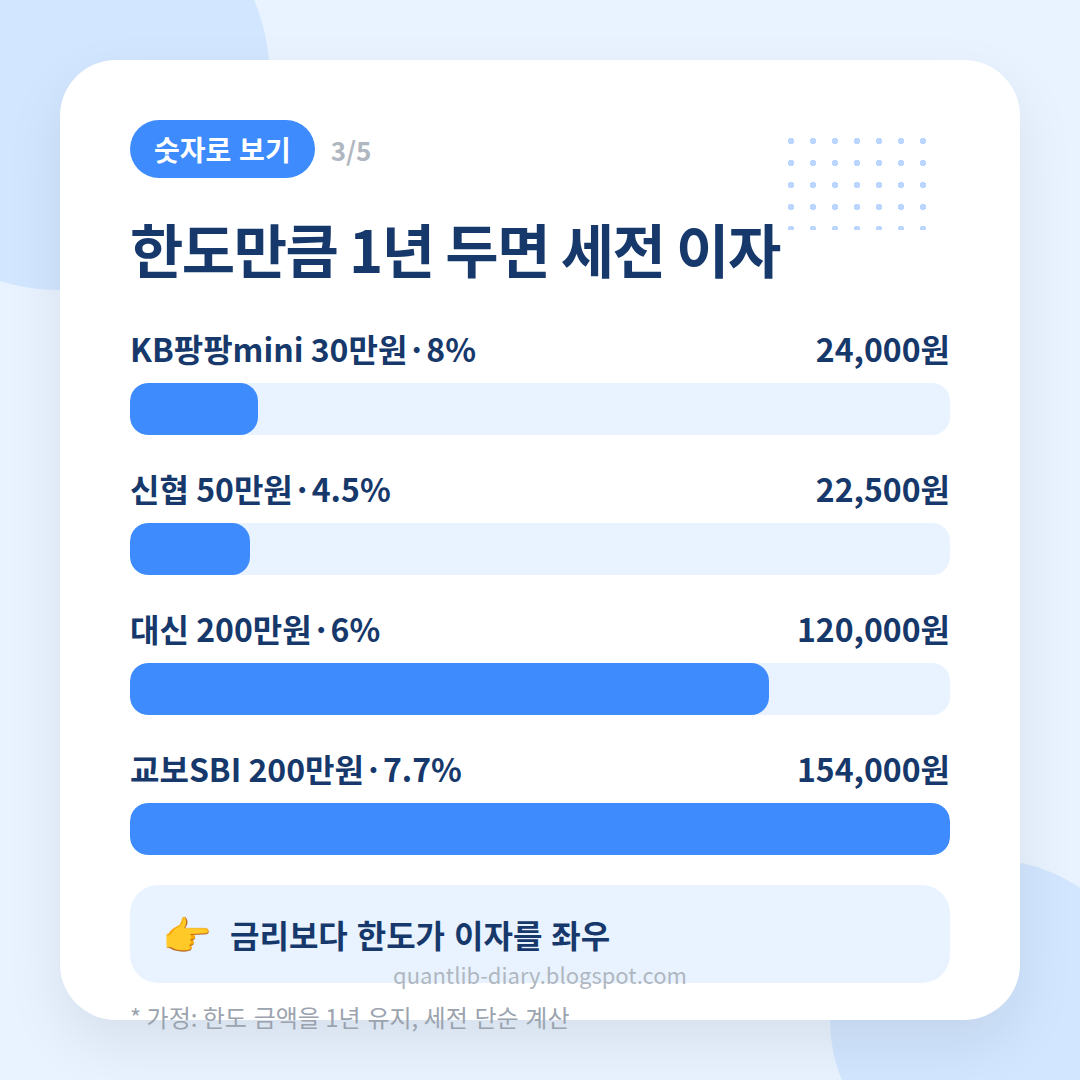 숫자로 보기 3/5
한도만큼 1년 두면 세전 이자
KB팡팡mini 30만원·8% 24,000원
신협 50만원·4.5% 22,500원
대신 200만원·6% 120,000원
교보SBI 200만원·7.7% 154,000원
👉 금리보다 한도가 이자를 좌우
quantlib-diary.blogspot.com
* 가정: 한도 금액을 1년 유지, 세전 단순 계산